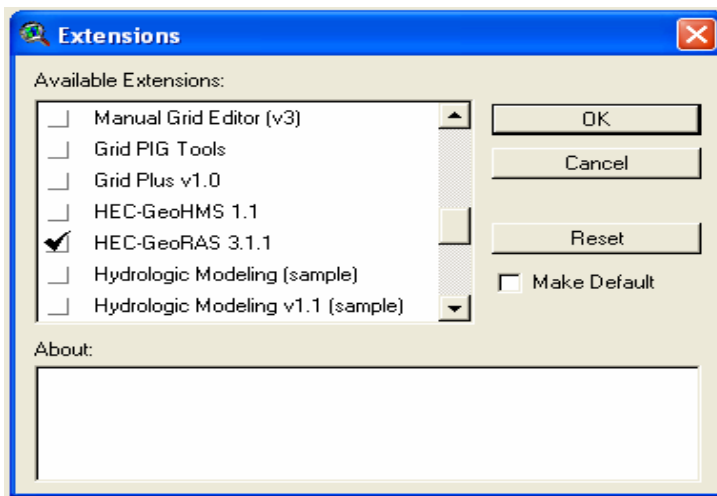 Extensions
Available Extensions:
Manual Grid Editor (v3)
Grid PIG Tools
Grid Plus v1.0
HEC-GeoHMS 1.1
HEC-GeoRAS 3.1.1
Hydrologic Modeling (sample)
Hydrologic Modeling v1.1 (sample)
OK
Cancel
Reset
Make Default
About: